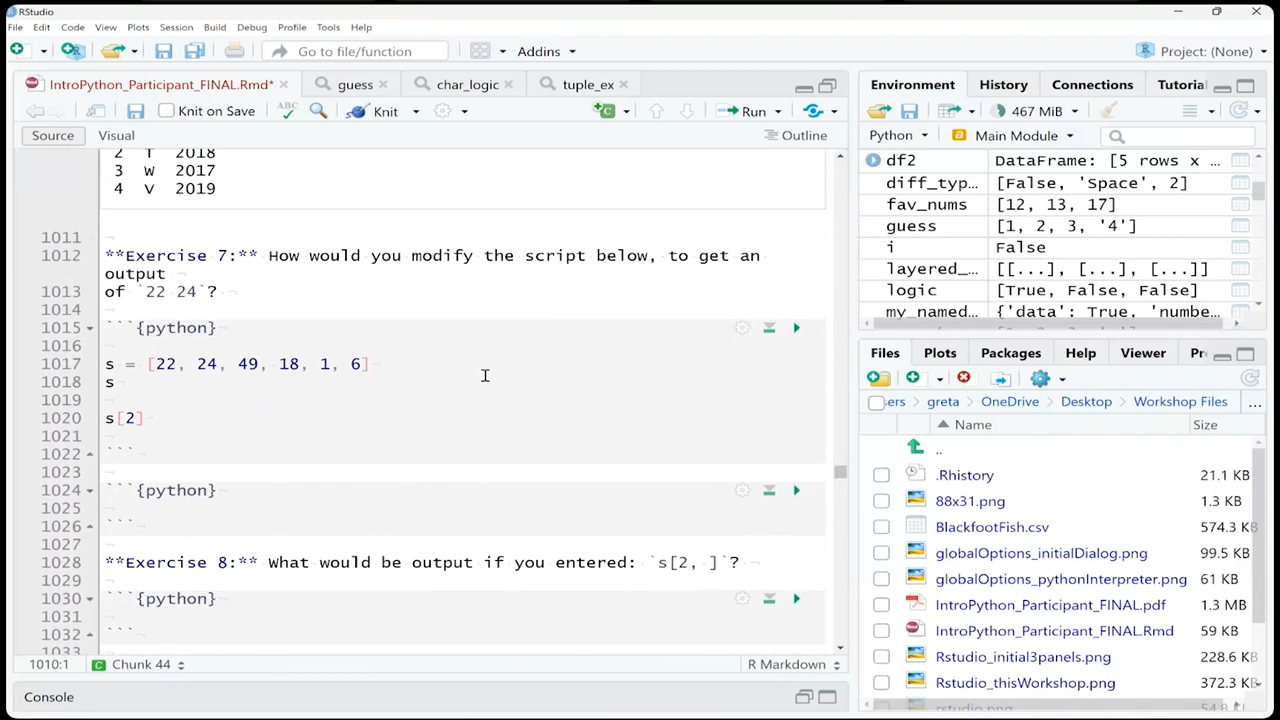 RStudio
File Edit Code View Plots Session Build Debug Profile Tools Help
Go to file/function
Addins
Project: (None)
IntroPython_Participant_FINAL.Rmd*
guess
char_logic
tuple_ex
Knit on Save
ABC
Knit
Run
Source
Visual
Outline
2 T 2018
3 W 2017
4 V 2019
1011
1012 **Exercise 7:** How would you modify the script below, to get an
output
1013 of `22 24`?
1014
1015 ```{python}
1016
1017 s = [22, 24, 49, 18, 1, 6]
1018 s
1019
1020 s[2]
1021
1022 ```
1023
1024 ```{python}
1025
1026 ```
1027
1028 **Exercise 8:** What would be output if you entered: `s[2, ]`?
1029
1030 ```{python}
1031
1032 ```
1033
1010:1
C Chunk 44
R Markdown
Console
Environment History Connections Tutoria
467 MiB
Python
Main Module
df2 DataFrame: [5 rows x ...
diff_typ... [False, 'Space', 2]
fav_nums [12, 13, 17]
guess [1, 2, 3, '4']
i False
layered_... [[...], [...], [...]]
logic [True, False, False]
my_named... {'data': True, 'numbe...
Files Plots Packages Help Viewer Pr
ers greta OneDrive Desktop Workshop Files ...
Name Size
..
.Rhistory 21.1 KB
88x31.png 1.3 KB
BlackfootFish.csv 574.3 KB
globalOptions_initialDialog.png 99.5 KB
globalOptions_pythonInterpreter.png 61 KB
IntroPython_Participant_FINAL.pdf 1.3 MB
IntroPython_Participant_FINAL.Rmd 59 KB
Rstudio_initial3panels.png 228.6 KB
Rstudio_thisWorkshop.png 372.3 KB
rstudio.png 54.8 KB